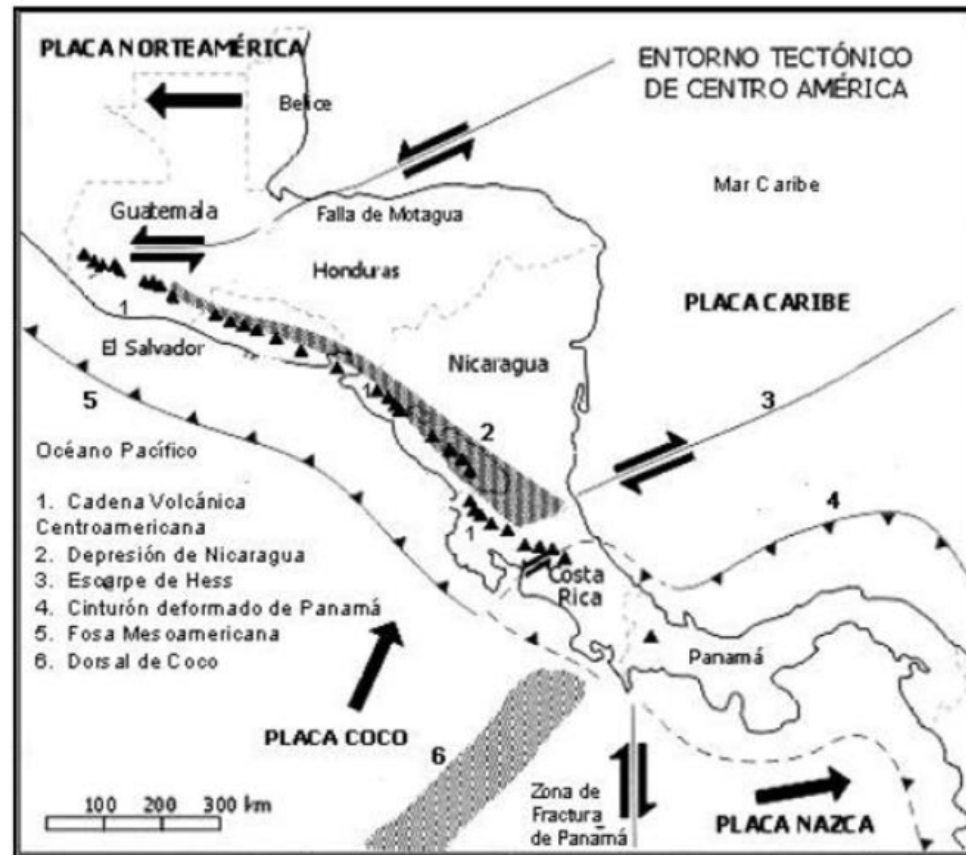 PLACA NORTEAMÉRICA
ENTORNO TECTÓNICO
DE CENTRO AMÉRICA
Belice
Mar Caribe
Guatemala
Falla de Motagua
Honduras
PLACA CARIBE
1
El Salvador
Nicaragua
5
1
3
2
Océano Pacífico
4
1. Cadena Volcánica
Centroamericana
2. Depresión de Nicaragua
3. Escarpe de Hess
4. Cinturón deformado de Panamá
5. Fosa Mesoamericana
6. Dorsal de Coco
1
Costa
Rica
Panamá
PLACA COCO
6
100 200 300 km
Zona de
Fractura
de Panamá
PLACA NAZCA